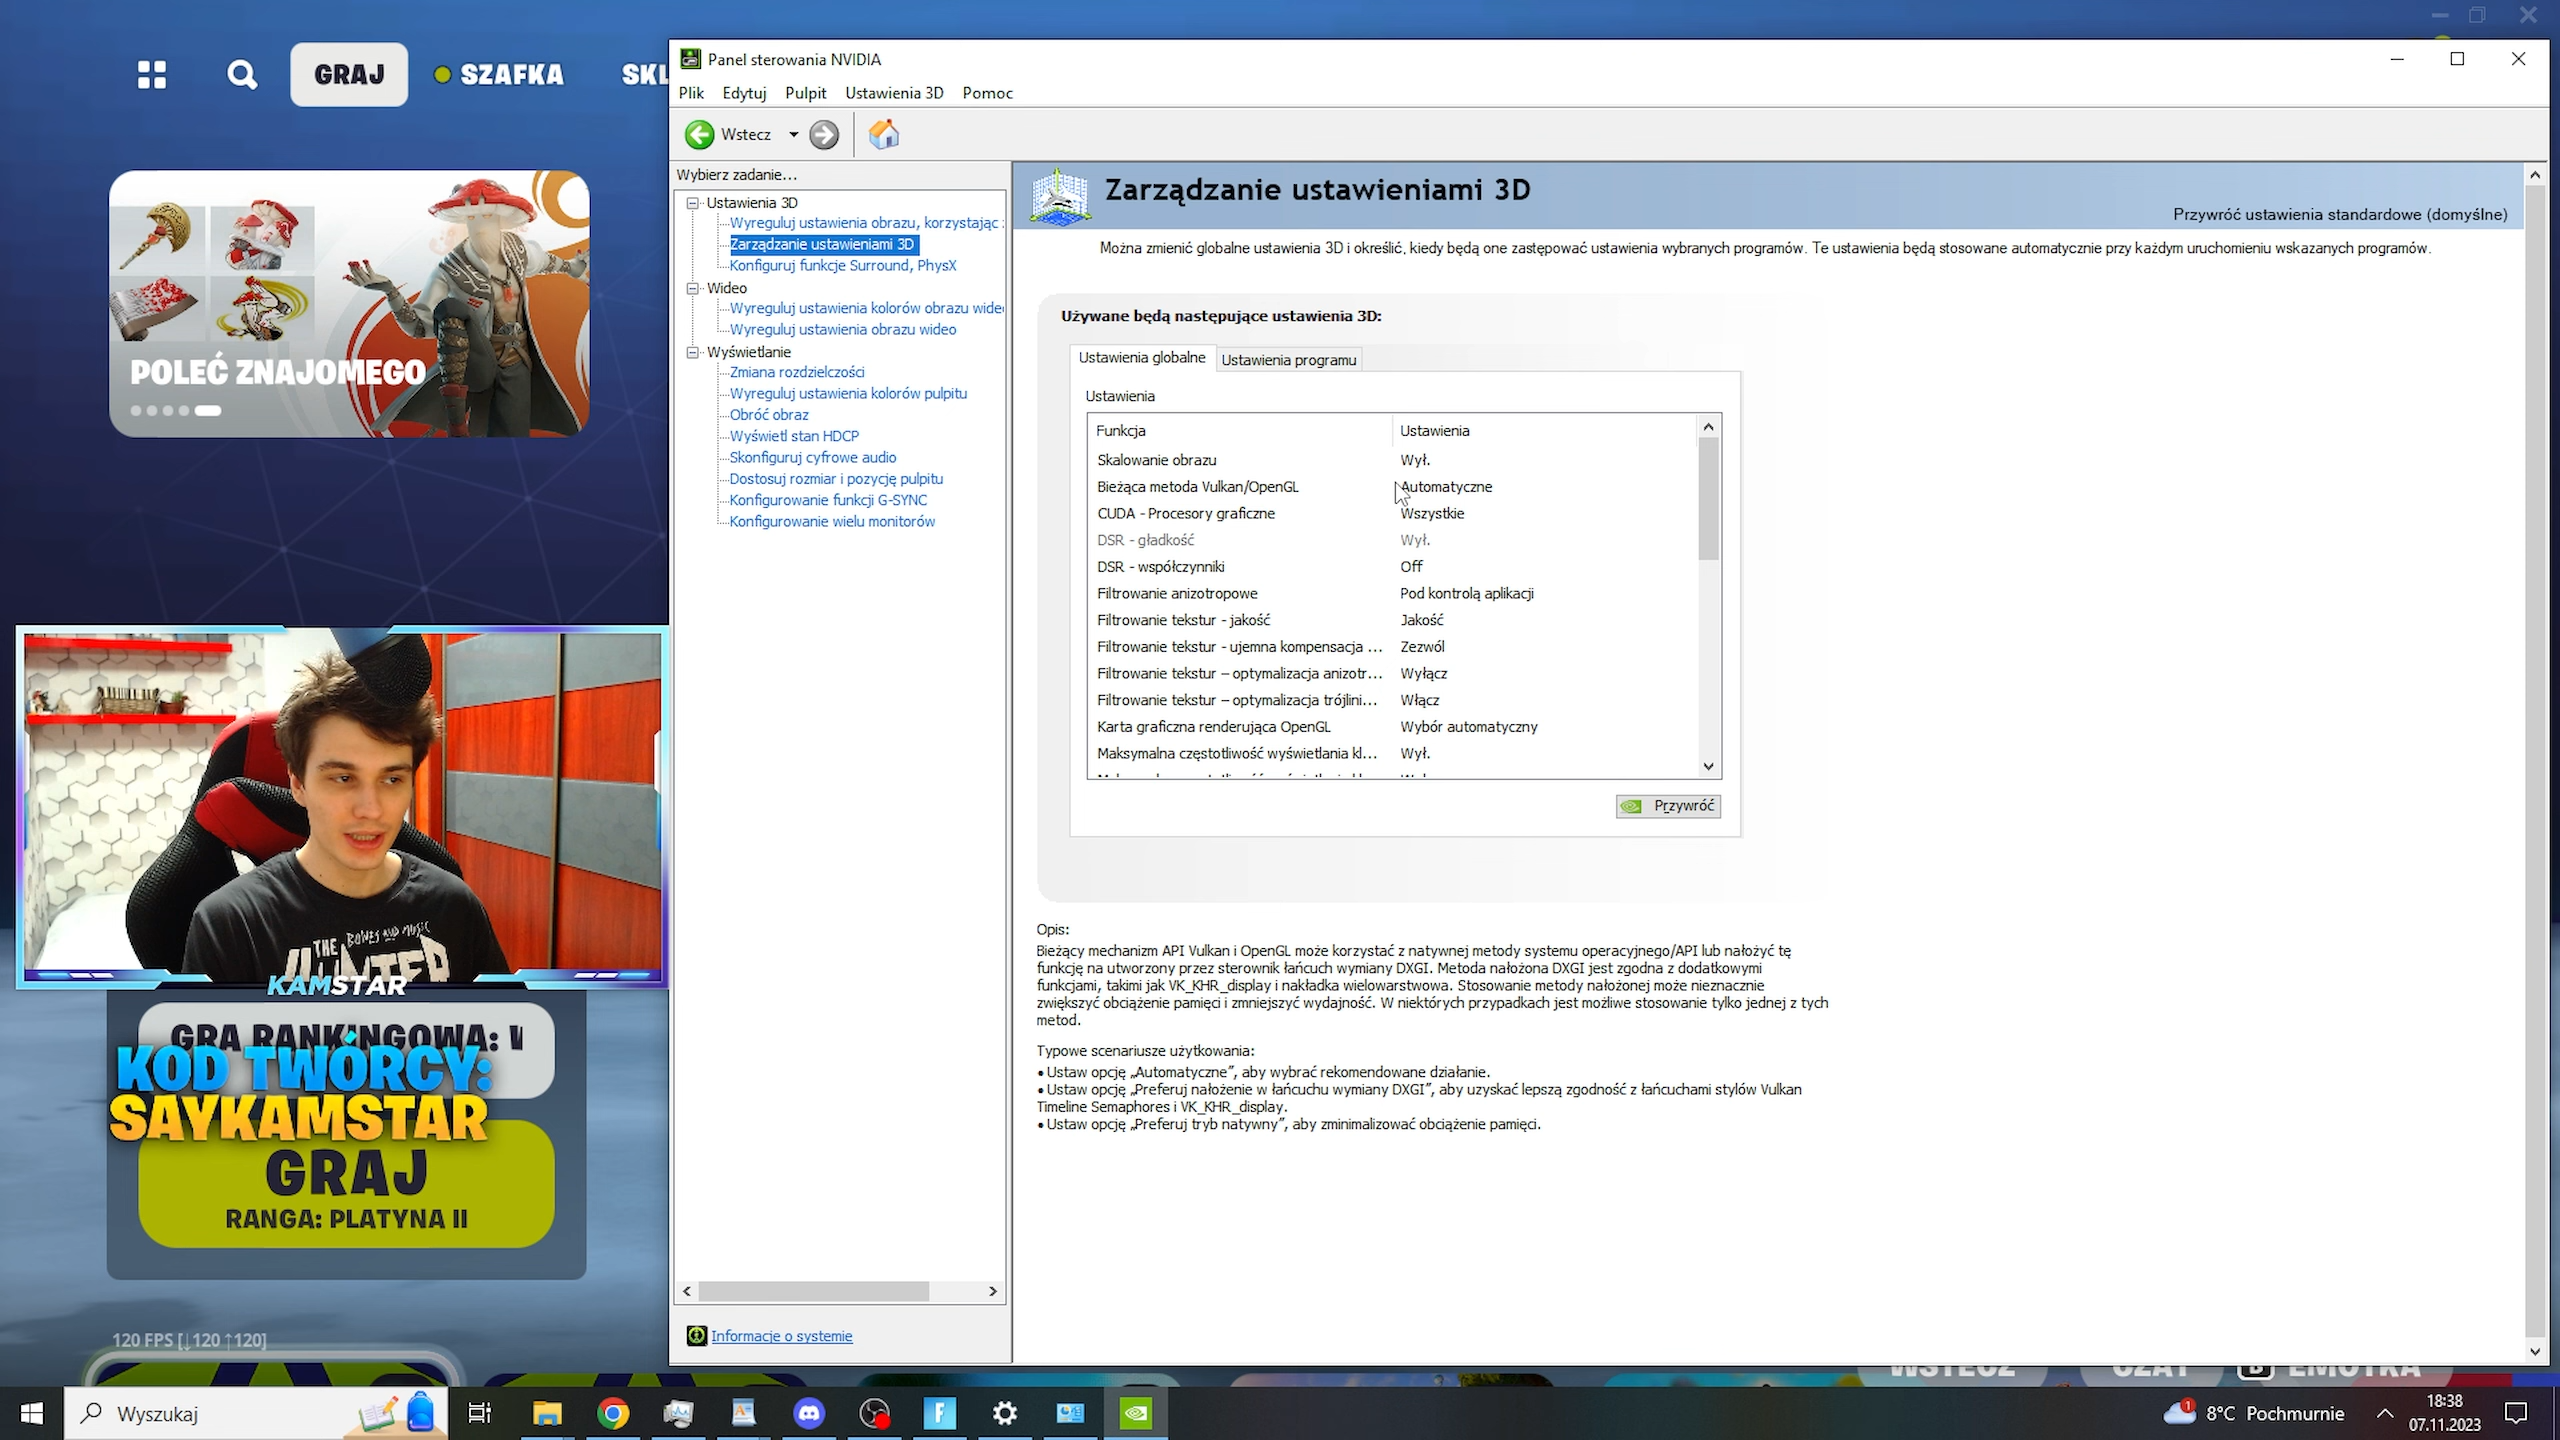 GRAJ
SZAFKA
POLEĆ ZNAJOMEGO
Panel sterowania NVIDIA
Plik Edytuj Pulpit Ustawienia 3D Pomoc
Wstecz
Wybierz zadanie...
Ustawienia 3D
Wyreguluj ustawienia obrazu, korzystając
Zarządzanie ustawieniami 3D
Konfiguruj funkcje Surround, PhysX
Wideo
Wyreguluj ustawienia kolorów obrazu wide
Wyreguluj ustawienia obrazu wideo
Wyświetlanie
Zmiana rozdzielczości
Wyreguluj ustawienia kolorów pulpitu
Obróć obraz
Wyświetl stan HDCP
Skonfiguruj cyfrowe audio
Dostosuj rozmiar i pozycję pulpitu
Konfigurowanie funkcji G-SYNC
Konfigurowanie wielu monitorów
Informacje o systemie
Zarządzanie ustawieniami 3D
Przywróć ustawienia standardowe (domyślne)
Można zmienić globalne ustawienia 3D i określić, kiedy będą one zastępować ustawienia wybranych programów. Te ustawienia będą stosowane automatycznie przy każdym uruchomieniu wskazanych programów.
Używane będą następujące ustawienia 3D:
Ustawienia globalne Ustawienia programu
Ustawienia
Funkcja Ustawienia
Skalowanie obrazu Wył.
Bieżąca metoda Vulkan/OpenGL Automatyczne
CUDA - Procesory graficzne Wszystkie
DSR - gładkość Wył.
DSR - współczynniki Off
Filtrowanie anizotropowe Pod kontrolą aplikacji
Filtrowanie tekstur - jakość Jakość
Filtrowanie tekstur - ujemna kompensacja ... Zezwól
Filtrowanie tekstur – optymalizacja anizotr... Wyłącz
Filtrowanie tekstur – optymalizacja trójlini... Włącz
Karta graficzna renderująca OpenGL Wybór automatyczny
Maksymalna częstotliwość wyświetlania kl... Wył.
Przywróć
Opis:
Bieżący mechanizm API Vulkan i OpenGL może korzystać z natywnej metody systemu operacyjnego/API lub nałożyć tę
funkcję na utworzony przez sterownik łańcuch wymiany DXGI. Metoda nałożona DXGI jest zgodna z dodatkowymi
funkcjami, takimi jak VK_KHR_display i nakładka wielowarstwowa. Stosowanie metody nałożonej może nieznacznie
zwiększyć obciążenie pamięci i zmniejszyć wydajność. W niektórych przypadkach jest możliwe stosowanie tylko jednej z tych
metod.
Typowe scenariusze użytkowania:
• Ustaw opcję „Automatyczne”, aby wybrać rekomendowane działanie.
• Ustaw opcję „Preferuj nałożenie w łańcuchu wymiany DXGI”, aby uzyskać lepszą zgodność z łańcuchami stylów Vulkan
Timeline Semaphores i VK_KHR_display.
• Ustaw opcję „Preferuj tryb natywny”, aby zminimalizować obciążenie pamięci.
THE BONES AND MUSIC
HUNTER
KAMSTAR
GRA RANKINGOWA:
KOD TWÓRCY:
SAYKAMSTAR
GRAJ
RANGA: PLATYNA II
120 FPS [↓120 ↑120]
WSTECZ
CZAT
EMOTKA
Wyszukaj
1
8°C Pochmurnie
18:38
07.11.2023